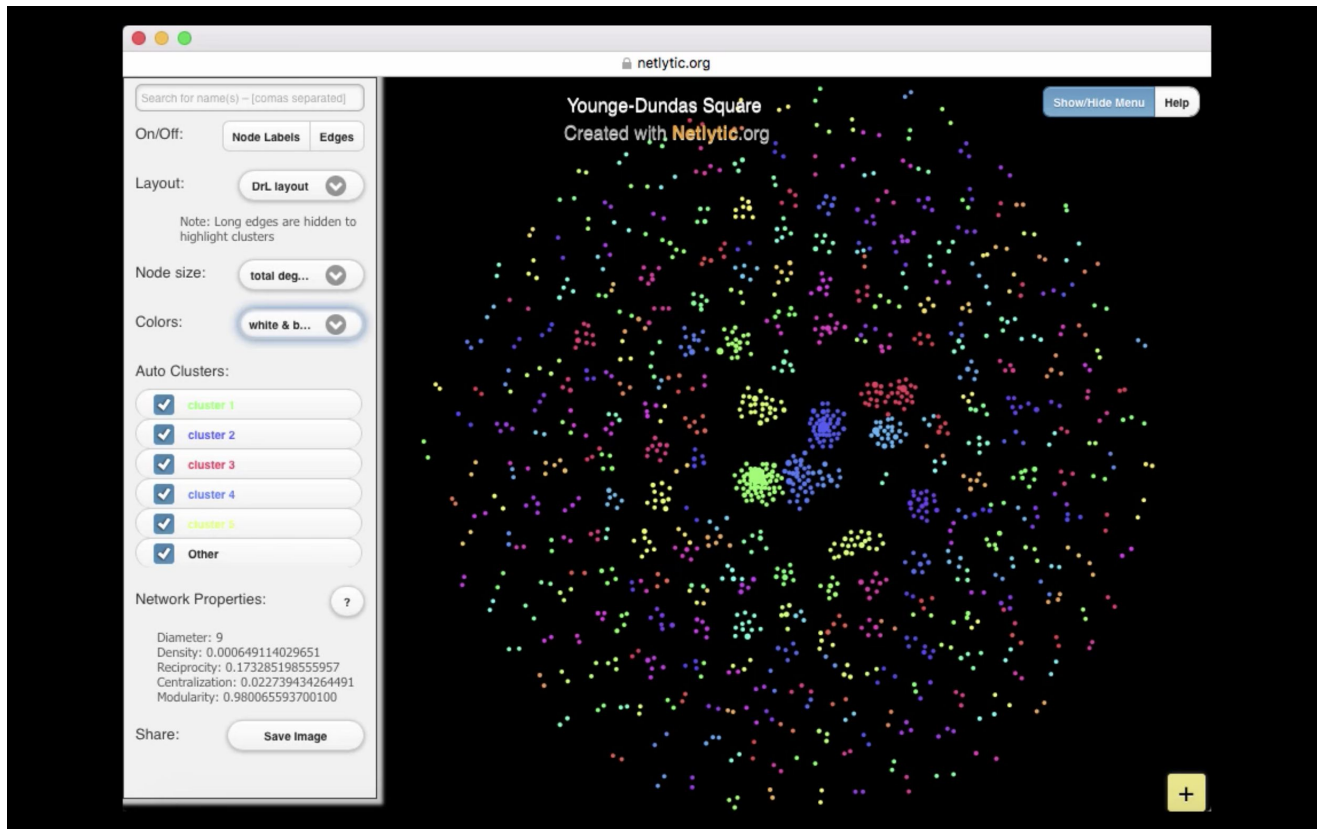 netlytic.org
Search for name(s) – [comas separated]
On/Off:
Node Labels
Edges
Layout:
DrL layout
Note: Long edges are hidden to
highlight clusters
Node size:
total deg...
Colors:
white & b...
Auto Clusters:
cluster 1
cluster 2
cluster 3
cluster 4
cluster 5
Other
Network Properties:
?
Diameter: 9
Density: 0.000649114029651
Reciprocity: 0.173285198555957
Centralization: 0.022739434264491
Modularity: 0.980065593700100
Share:
Save Image
Younge-Dundas Square
Created with Netlytic.org
Show/Hide Menu
Help
+